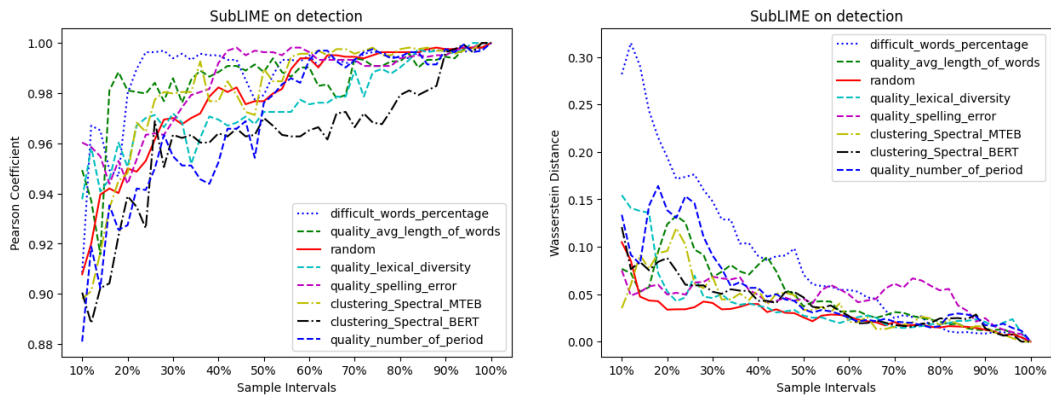 SubLIME on detection
1.00
0.98
0.96
0.94
0.92
0.90
0.88
Pearson Coefficient
difficult_words_percentage
quality_avg_length_of_words
random
quality_lexical_diversity
quality_spelling_error
clustering_Spectral_MTEB
clustering_Spectral_BERT
quality_number_of_period
10% 20% 30% 40% 50% 60% 70% 80% 90% 100%
Sample Intervals
SubLIME on detection
0.30
0.25
0.20
0.15
0.10
0.05
0.00
Wasserstein Distance
difficult_words_percentage
quality_avg_length_of_words
random
quality_lexical_diversity
quality_spelling_error
clustering_Spectral_MTEB
clustering_Spectral_BERT
quality_number_of_period
10% 20% 30% 40% 50% 60% 70% 80% 90% 100%
Sample Intervals